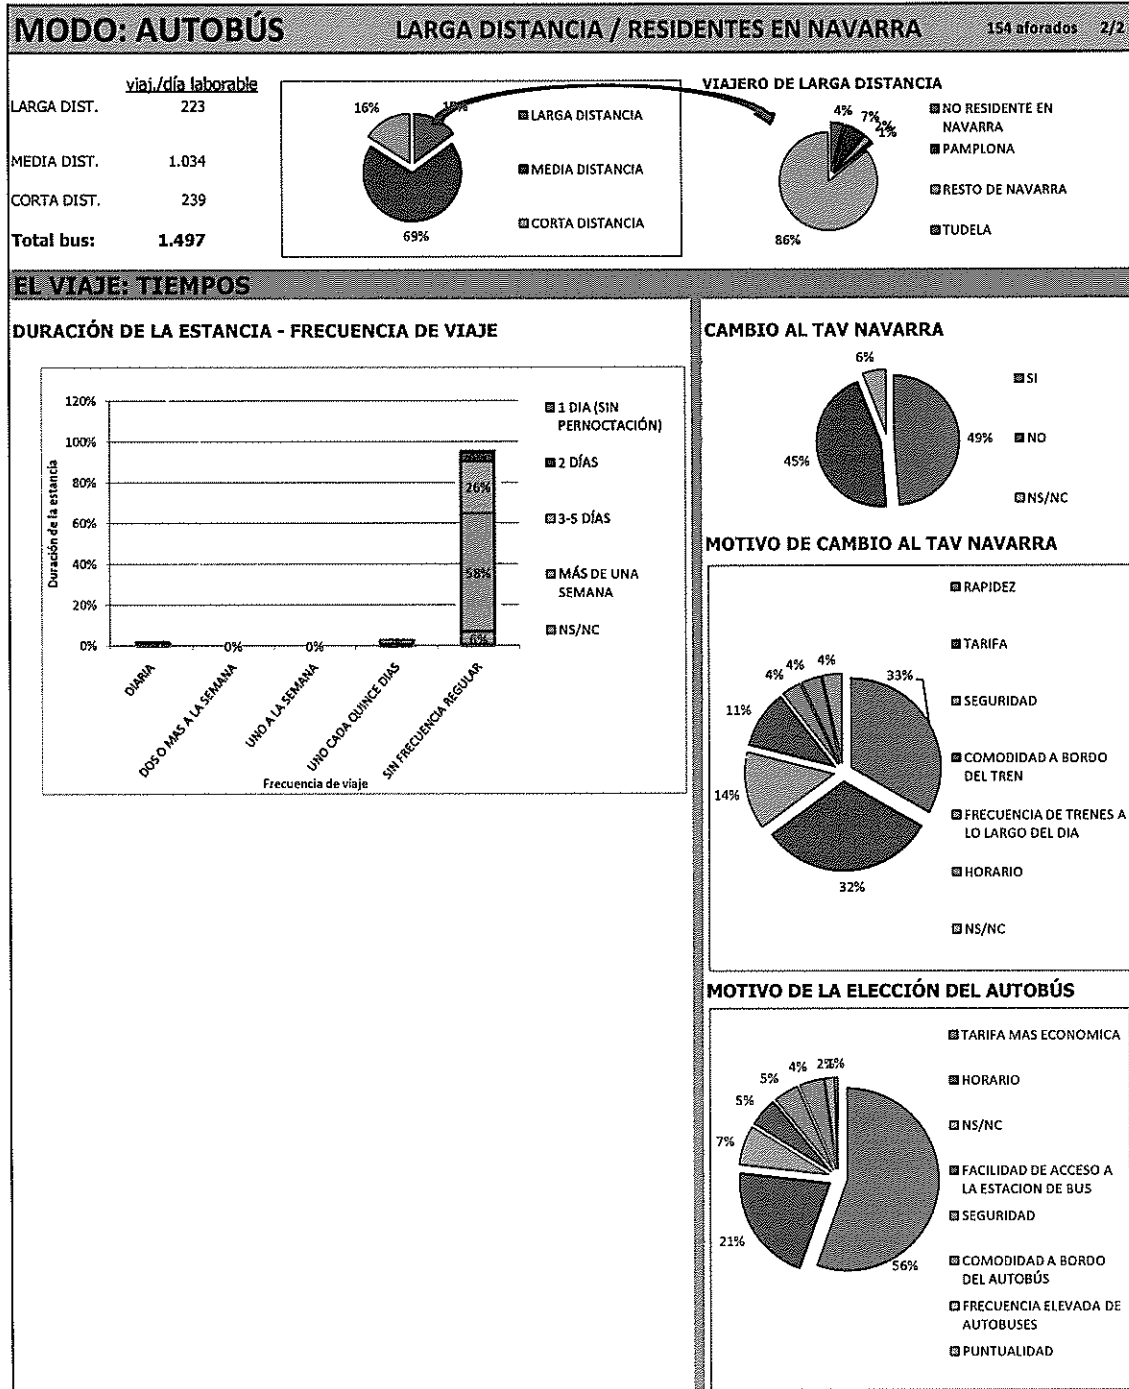 MODO: AUTOBÚS LARGA DISTANCIA / RESIDENTES EN NAVARRA 154 aforados 2/2
viaj./día laborable
LARGA DIST. 223
MEDIA DIST. 1.034
CORTA DIST. 239
Total bus: 1.497
16%
69%
LARGA DISTANCIA
MEDIA DISTANCIA
CORTA DISTANCIA
VIAJERO DE LARGA DISTANCIA
4% 7% 2% 1%
86%
NO RESIDENTE EN
NAVARRA
PAMPLONA
RESTO DE NAVARRA
TUDELA
EL VIAJE: TIEMPOS
DURACIÓN DE LA ESTANCIA - FRECUENCIA DE VIAJE
Duración de la estancia
120%
100%
80%
60%
40%
20%
0%
26%
58%
6%
0%
0%
DIARIA
DOS O MAS A LA SEMANA
UNO A LA SEMANA
UNO CADA QUINCE DIAS
SIN FRECUENCIA REGULAR
Frecuencia de viaje
1 DIA (SIN
PERNOCTACIÓN)
2 DÍAS
3-5 DÍAS
MÁS DE UNA
SEMANA
NS/NC
CAMBIO AL TAV NAVARRA
6%
49%
45%
SI
NO
NS/NC
MOTIVO DE CAMBIO AL TAV NAVARRA
4% 4% 4%
33%
11%
14%
32%
RAPIDEZ
TARIFA
SEGURIDAD
COMODIDAD A BORDO
DEL TREN
FRECUENCIA DE TRENES A
LO LARGO DEL DIA
HORARIO
NS/NC
MOTIVO DE LA ELECCIÓN DEL AUTOBÚS
5% 4% 2% 1%
5%
7%
21%
56%
TARIFA MAS ECONOMICA
HORARIO
NS/NC
FACILIDAD DE ACCESO A
LA ESTACION DE BUS
SEGURIDAD
COMODIDAD A BORDO
DEL AUTOBÚS
FRECUENCIA ELEVADA DE
AUTOBUSES
PUNTUALIDAD